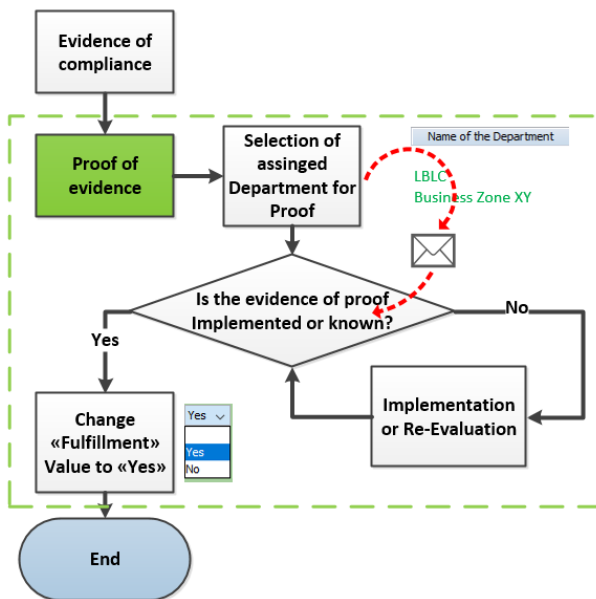 Evidence of
compliance
Proof of
evidence
Selection of
assinged
Department for
Proof
Name of the Department
LBLC
Business Zone XY
Is the evidence of proof
Implemented or known?
No
Yes
Implementation
or Re-Evaluation
Change
«Fulfillment»
Value to «Yes»
Yes
Yes
No
End